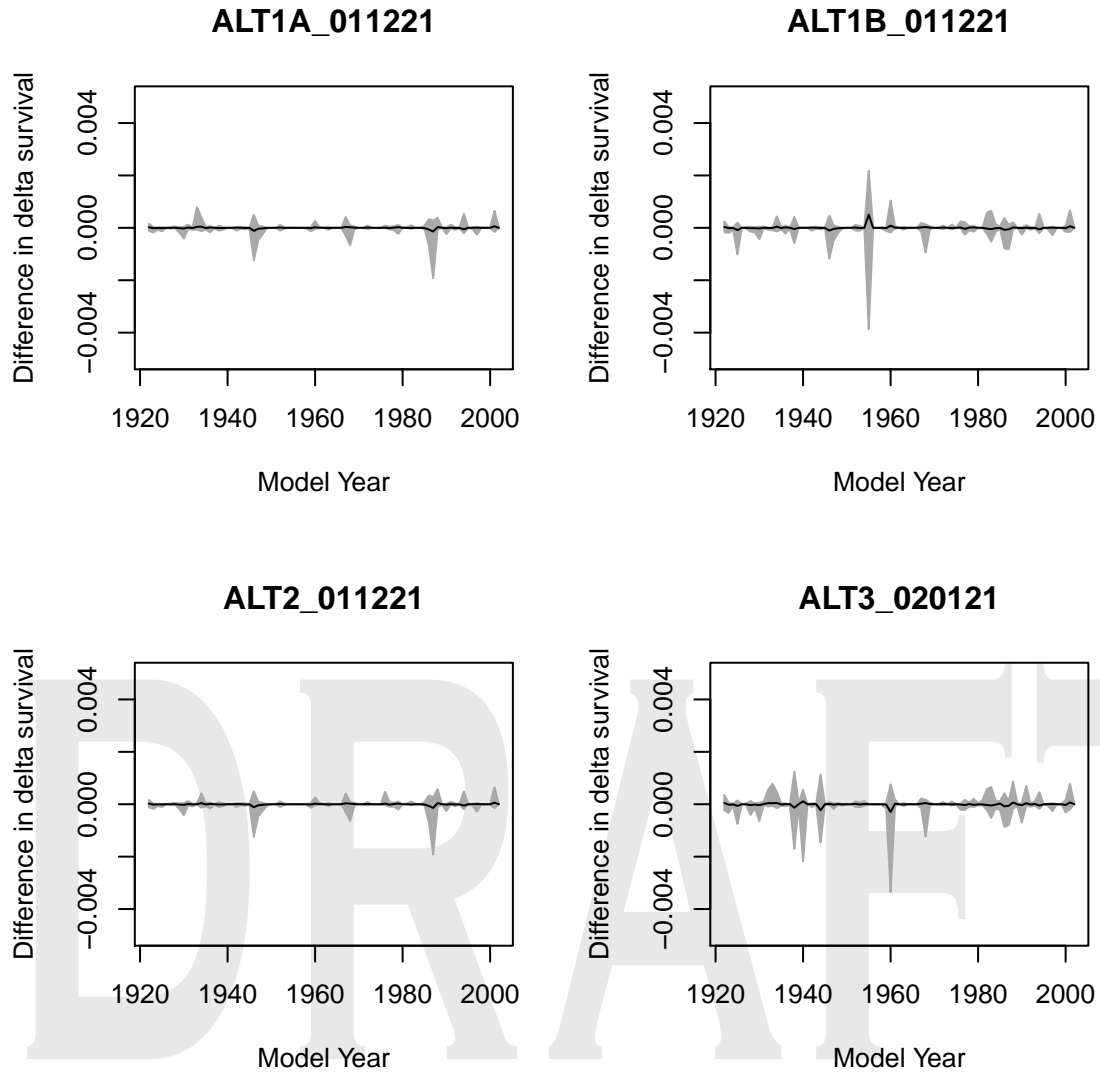 ALT1A_011221
Difference in delta survival
0.004
0.000
−0.004
1920 1940 1960 1980 2000
Model Year
ALT1B_011221
Difference in delta survival
0.004
0.000
−0.004
1920 1940 1960 1980 2000
Model Year
ALT2_011221
Difference in delta survival
0.004
0.000
−0.004
1920 1940 1960 1980 2000
Model Year
ALT3_020121
Difference in delta survival
0.004
0.000
−0.004
1920 1940 1960 1980 2000
Model Year
DRAFT